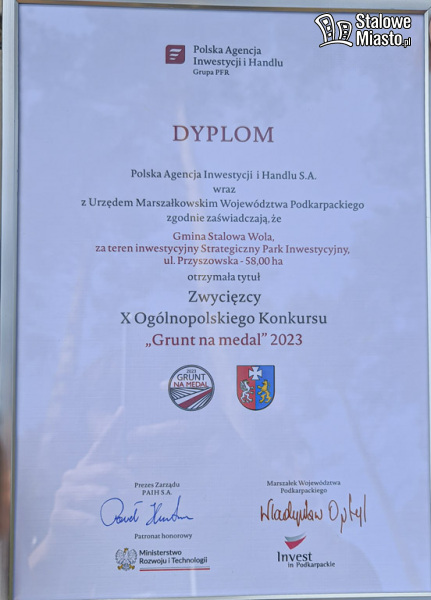 Stalowe
Miasto.pl
Polska Agencja
Inwestycji i Handlu
Grupa PFR
DYPLOM
Polska Agencja Inwestycji i Handlu S.A.
wraz
z Urzędem Marszałkowskim Województwa Podkarpackiego
zgodnie zaświadczają, że
Gmina Stalowa Wola,
za teren inwestycyjny Strategiczny Park Inwestycyjny,
ul. Przyszowska - 58,00 ha
otrzymała tytuł
Zwycięzcy
X Ogólnopolskiego Konkursu
„Grunt na medal” 2023
2023
GRUNT
NA MEDAL
Prezes Zarządu
PAIH S.A.
Marszałek Województwa
Podkarpackiego
Władysław Ortyl
Patronat honorowy
Ministerstwo
Rozwoju i Technologii
Invest
in Podkarpackie